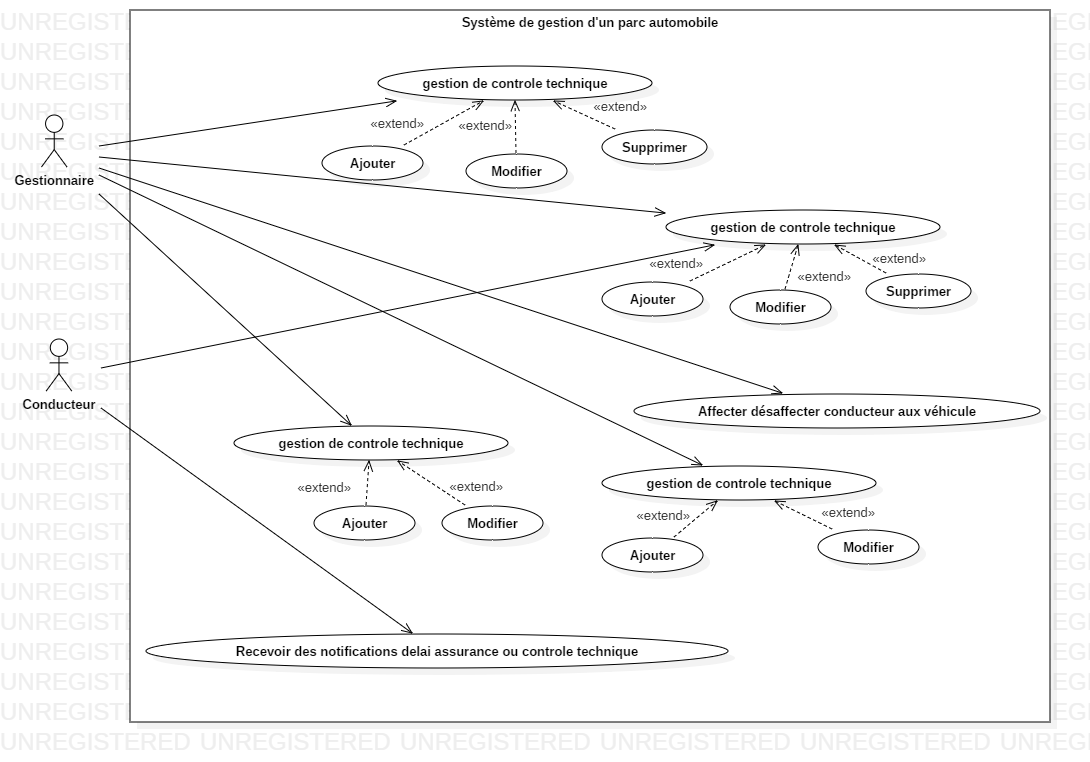 Système de gestion d'un parc automobile
gestion de controle technique
«extend»
«extend»
«extend»
Ajouter
Modifier
Supprimer
Gestionnaire
gestion de controle technique
«extend»
«extend»
«extend»
Ajouter
Modifier
Supprimer
Conducteur
Affecter désaffecter conducteur aux véhicule
gestion de controle technique
«extend»
«extend»
Ajouter
Modifier
gestion de controle technique
«extend»
«extend»
Ajouter
Modifier
Recevoir des notifications delai assurance ou controle technique
UNREGISTERED UNREGISTERED UNREGISTERED UNREGISTERED UNREGISTERED